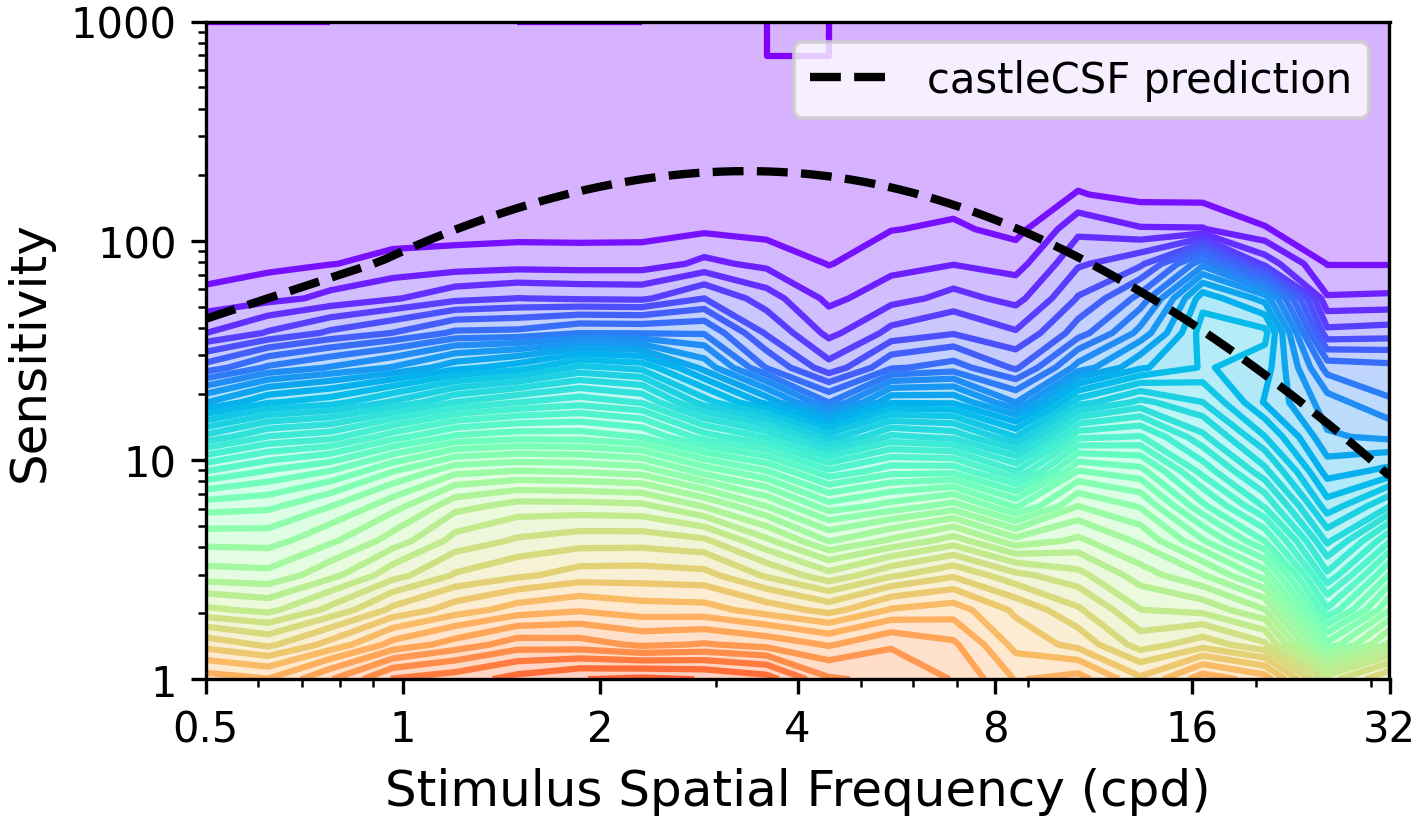 1000
100
10
1
Sensitivity
castleCSF prediction
0.5 1 2 4 8 16 32
Stimulus Spatial Frequency (cpd)